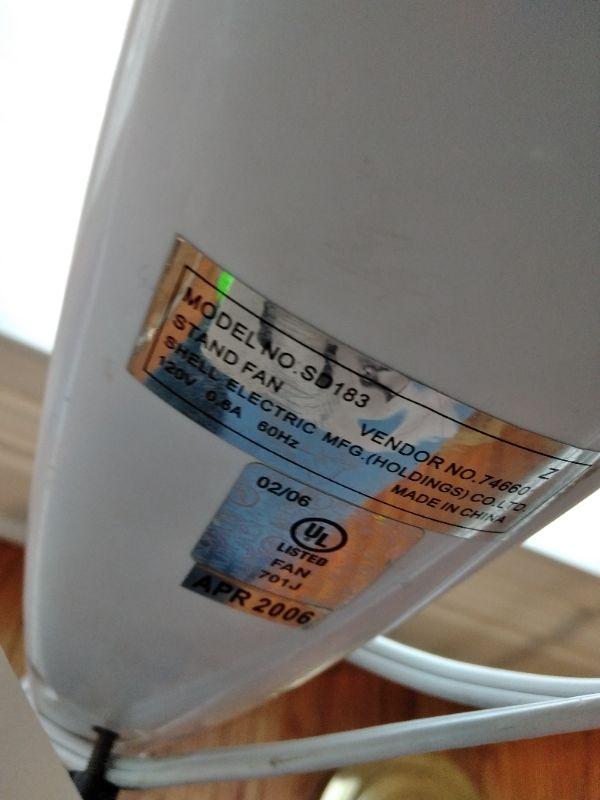 MODEL NO. SD183
STAND FAN VENDOR NO. 74660 Z
SHELL ELECTRIC MFG.(HOLDINGS) CO.LTD.
120V 0.6A 60Hz MADE IN CHINA
02/06
UL
LISTED
FAN
701J
APR 2006